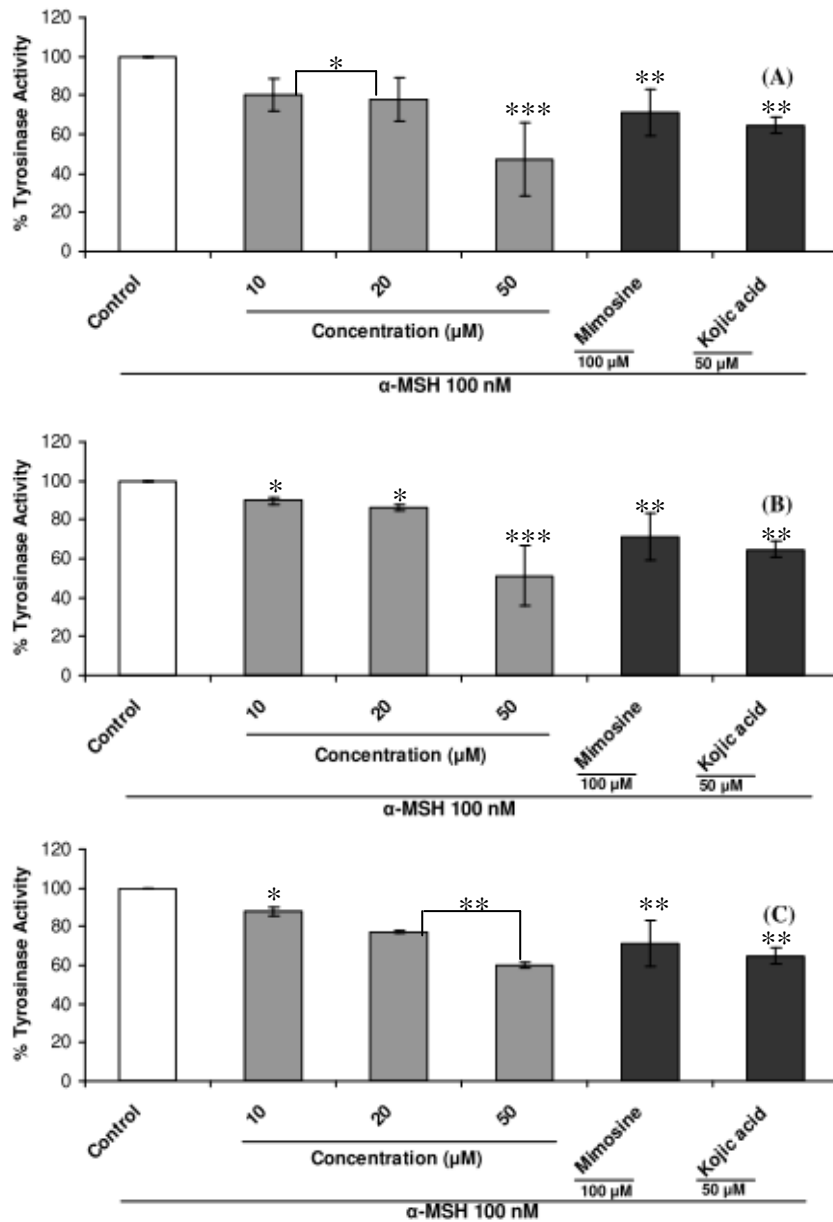 % Tyrosinase Activity
120
100
80
60
40
20
0
*
***
**
(A)
**
Control
10
20
50
Mimosine
Kojic acid
Concentration (µM)
100 µM
50 µM
α-MSH 100 nM
% Tyrosinase Activity
120
100
80
60
40
20
0
*
*
***
**
(B)
**
Control
10
20
50
Mimosine
Kojic acid
Concentration (µM)
100 µM
50 µM
α-MSH 100 nM
% Tyrosinase Activity
120
100
80
60
40
20
0
*
**
**
(C)
**
Control
10
20
50
Mimosine
Kojic acid
Concentration (µM)
100 µM
50 µM
α-MSH 100 nM